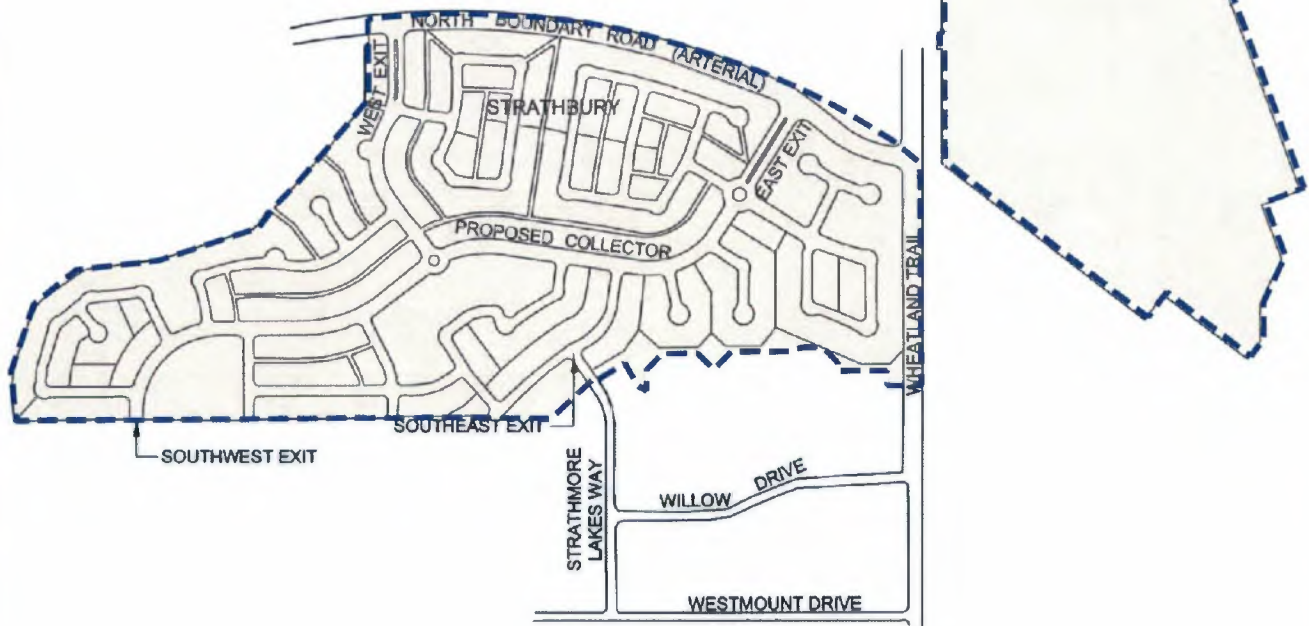 NORTH BOUNDARY ROAD (ARTERIAL)
WEST EXIT
STRATHBURY
EAST EXIT
PROPOSED COLLECTOR
WHEATLAND TRAIL
SOUTHEAST EXIT
SOUTHWEST EXIT
STRATHMORE
LAKES WAY
WILLOW DRIVE
WESTMOUNT DRIVE